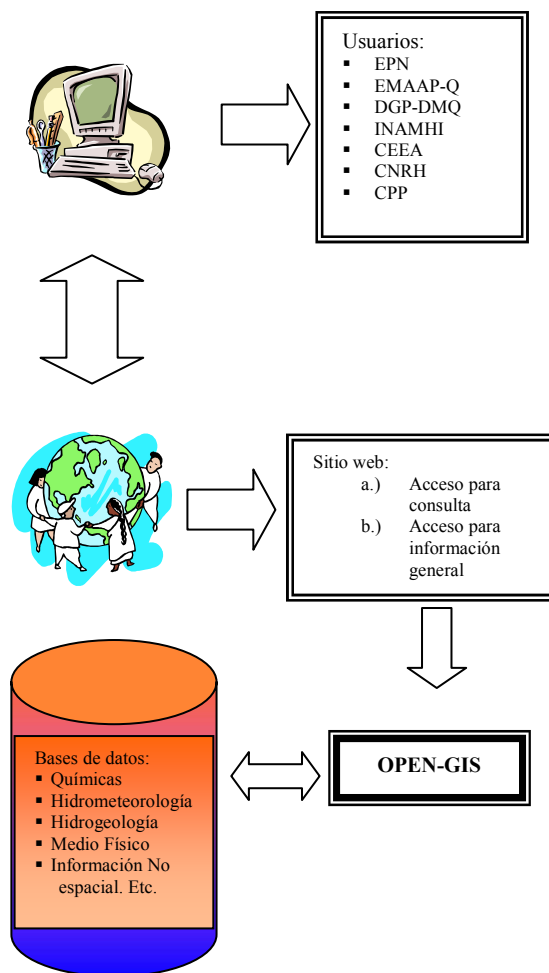 Usuarios:
▪ EPN
▪ EMAAP-Q
▪ DGP-DMQ
▪ INAMHI
▪ CEEA
▪ CNRH
▪ CPP
Sitio web:
a.) Acceso para
consulta
b.) Acceso para
información
general
OPEN-GIS
Bases de datos:
▪ Químicas
▪ Hidrometeorología
▪ Hidrogeología
▪ Medio Físico
▪ Información No
espacial. Etc.